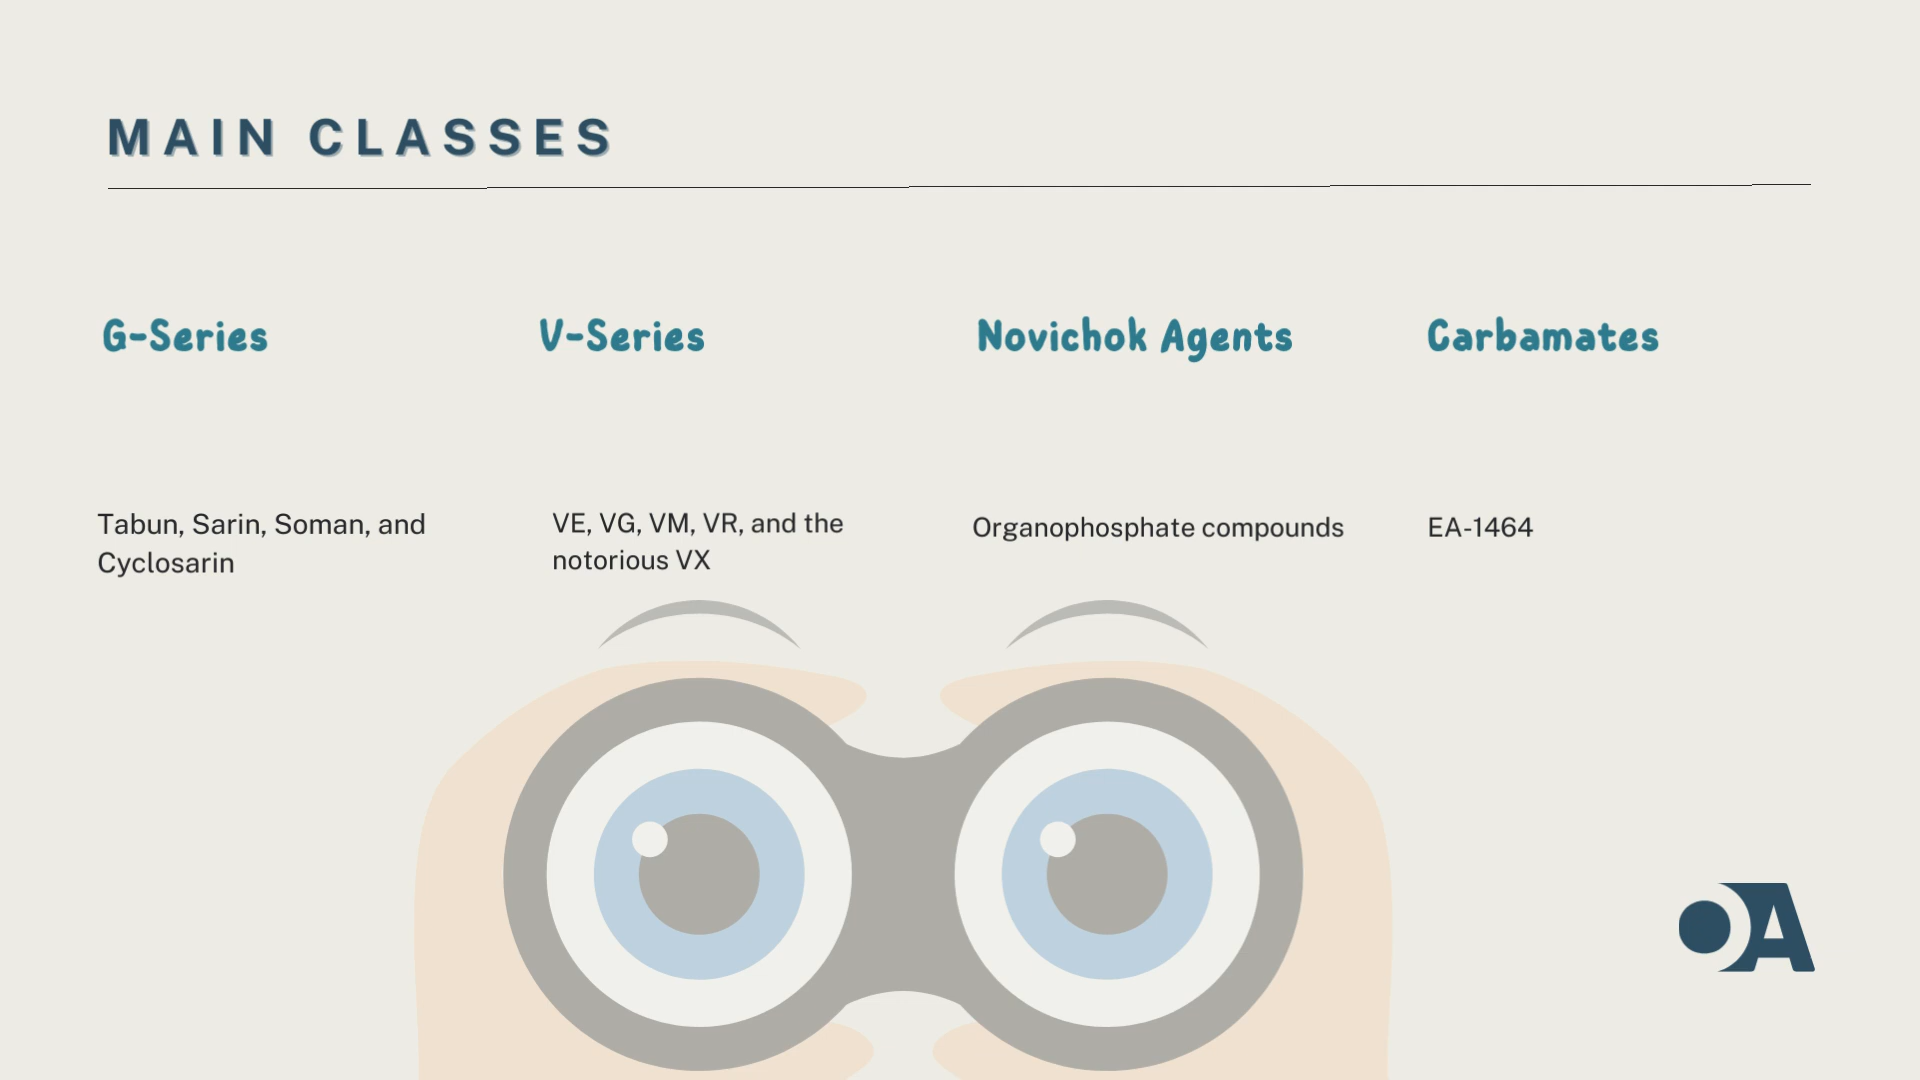 MAIN CLASSES
G-Series
V-Series
Novichok Agents
Carbamates
Tabun, Sarin, Soman, and
Cyclosarin
VE, VG, VM, VR, and the
notorious VX
Organophosphate compounds
EA-1464
OA